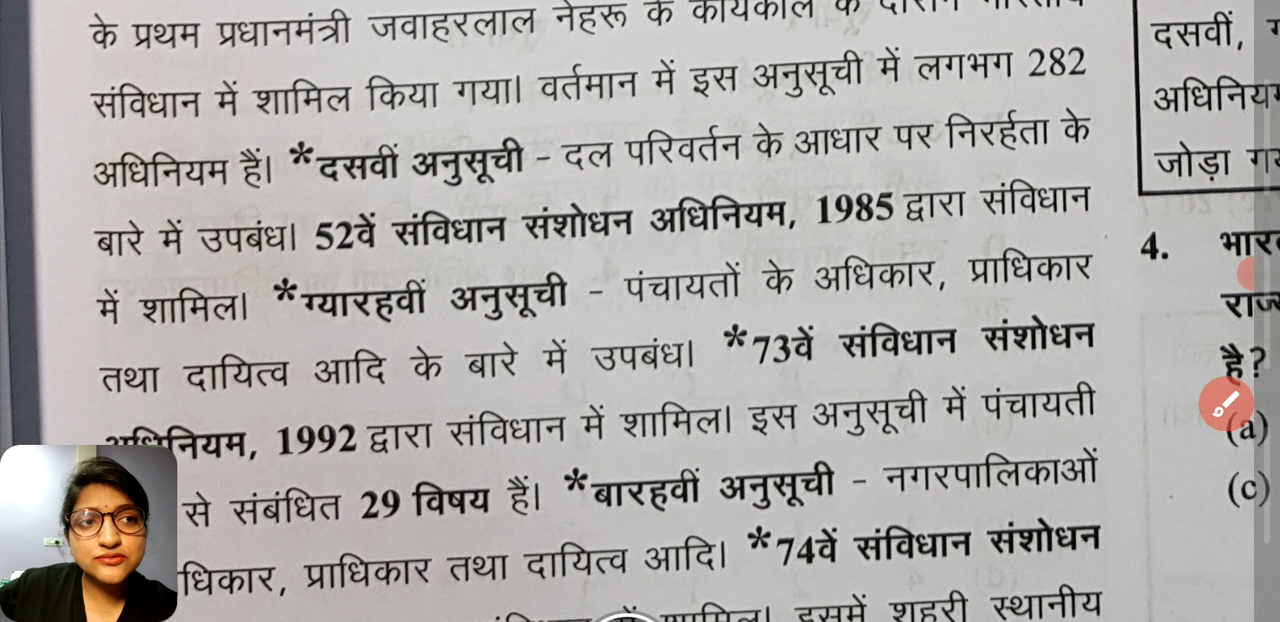 के प्रथम प्रधानमंत्री जवाहरलाल नेहरू के कार्यकाल के दौरान भारतीय
संविधान में शामिल किया गया। वर्तमान में इस अनुसूची में लगभग 282
अधिनियम हैं। *दसवीं अनुसूची - दल परिवर्तन के आधार पर निरर्हता के
बारे में उपबंध। 52वें संविधान संशोधन अधिनियम, 1985 द्वारा संविधान
में शामिल। *ग्यारहवीं अनुसूची - पंचायतों के अधिकार, प्राधिकार
तथा दायित्व आदि के बारे में उपबंध। *73वें संविधान संशोधन
अधिनियम, 1992 द्वारा संविधान में शामिल। इस अनुसूची में पंचायती
से संबंधित 29 विषय हैं। *बारहवीं अनुसूची - नगरपालिकाओं
धिकार, प्राधिकार तथा दायित्व आदि। *74वें संविधान संशोधन
में शामिल। इसमें शहरी स्थानीय
दसवीं,
अधिनियम
जोड़ा
4.
है?
(a)
(c)